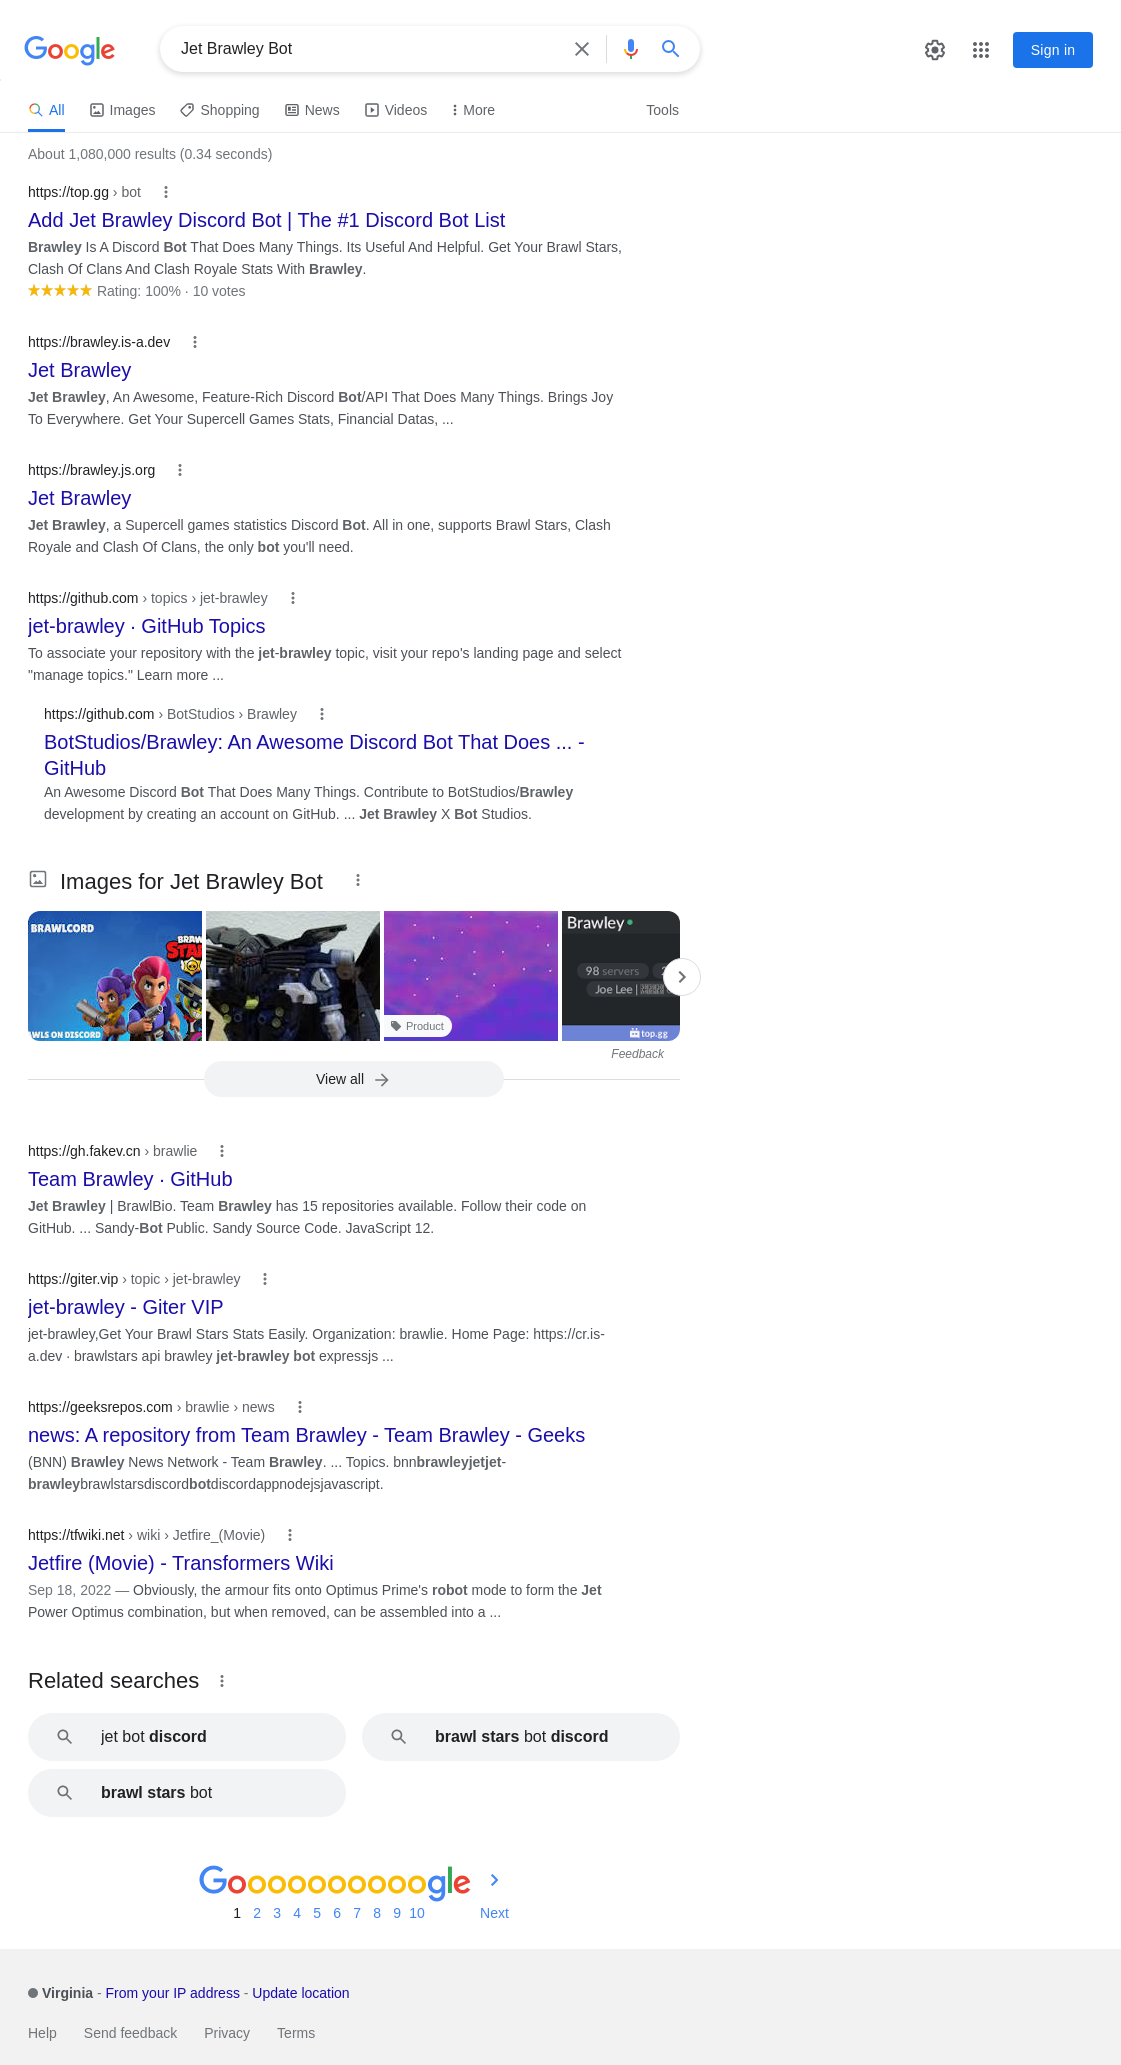 Google
Jet Brawley Bot
Sign in
All
Images
Shopping
News
Videos
More
Tools
About 1,080,000 results (0.34 seconds)
https://top.gg › bot
Add Jet Brawley Discord Bot | The #1 Discord Bot List
Brawley Is A Discord Bot That Does Many Things. Its Useful And Helpful. Get Your Brawl Stars,
Clash Of Clans And Clash Royale Stats With Brawley.
Rating: 100% · 10 votes
https://brawley.is-a.dev
Jet Brawley
Jet Brawley, An Awesome, Feature-Rich Discord Bot/API That Does Many Things. Brings Joy
To Everywhere. Get Your Supercell Games Stats, Financial Datas, ...
https://brawley.js.org
Jet Brawley
Jet Brawley, a Supercell games statistics Discord Bot. All in one, supports Brawl Stars, Clash
Royale and Clash Of Clans, the only bot you'll need.
https://github.com › topics › jet-brawley
jet-brawley · GitHub Topics
To associate your repository with the jet-brawley topic, visit your repo's landing page and select
"manage topics." Learn more ...
https://github.com › BotStudios › Brawley
BotStudios/Brawley: An Awesome Discord Bot That Does ... -
GitHub
An Awesome Discord Bot That Does Many Things. Contribute to BotStudios/Brawley
development by creating an account on GitHub. ... Jet Brawley X Bot Studios.
Images for Jet Brawley Bot
BRAWLCORD
BRAW
STA
AWLS ON DISCORD
Product
Brawley
98 servers
Joe Lee |
top.gg
Feedback
View all
https://gh.fakev.cn › brawlie
Team Brawley · GitHub
Jet Brawley | BrawlBio. Team Brawley has 15 repositories available. Follow their code on
GitHub. ... Sandy-Bot Public. Sandy Source Code. JavaScript 12.
https://giter.vip › topic › jet-brawley
jet-brawley - Giter VIP
jet-brawley,Get Your Brawl Stars Stats Easily. Organization: brawlie. Home Page: https://cr.is-
a.dev · brawlstars api brawley jet-brawley bot expressjs ...
https://geeksrepos.com › brawlie › news
news: A repository from Team Brawley - Team Brawley - Geeks
(BNN) Brawley News Network - Team Brawley. ... Topics. bnnbrawleyjetjet-
brawleybrawlstarsdiscordbotdiscordappnodejsjavascript.
https://tfwiki.net › wiki › Jetfire_(Movie)
Jetfire (Movie) - Transformers Wiki
Sep 18, 2022 — Obviously, the armour fits onto Optimus Prime's robot mode to form the Jet
Power Optimus combination, but when removed, can be assembled into a ...
Related searches
jet bot discord
brawl stars bot discord
brawl stars bot
Goooooooooogle
1 2 3 4 5 6 7 8 9 10 Next
Virginia - From your IP address - Update location
Help
Send feedback
Privacy
Terms